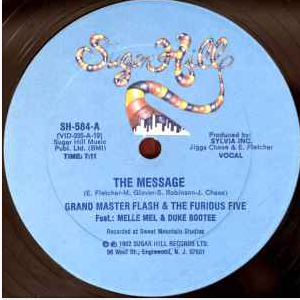 Sugar Hill
SH-584-A
(VID-005-A-19)
Sugar Hill Music
Publ. Ltd. (BMI)
TIME: 7:11
Produced by:
SYLVIA INC.
Jiggs Chase & E. Fletcher
VOCAL
THE MESSAGE
(E. Fletcher-M. Glover-S. Robinson-J. Chase)
GRAND MASTER FLASH & THE FURIOUS FIVE
Feat.: MELLE MEL & DUKE BOOTEE
Recorded at Sweet Mountain Studios
℗ © 1982 SUGAR HILL RECORDS LTD.
96 West St., Englewood, N.J. 07631